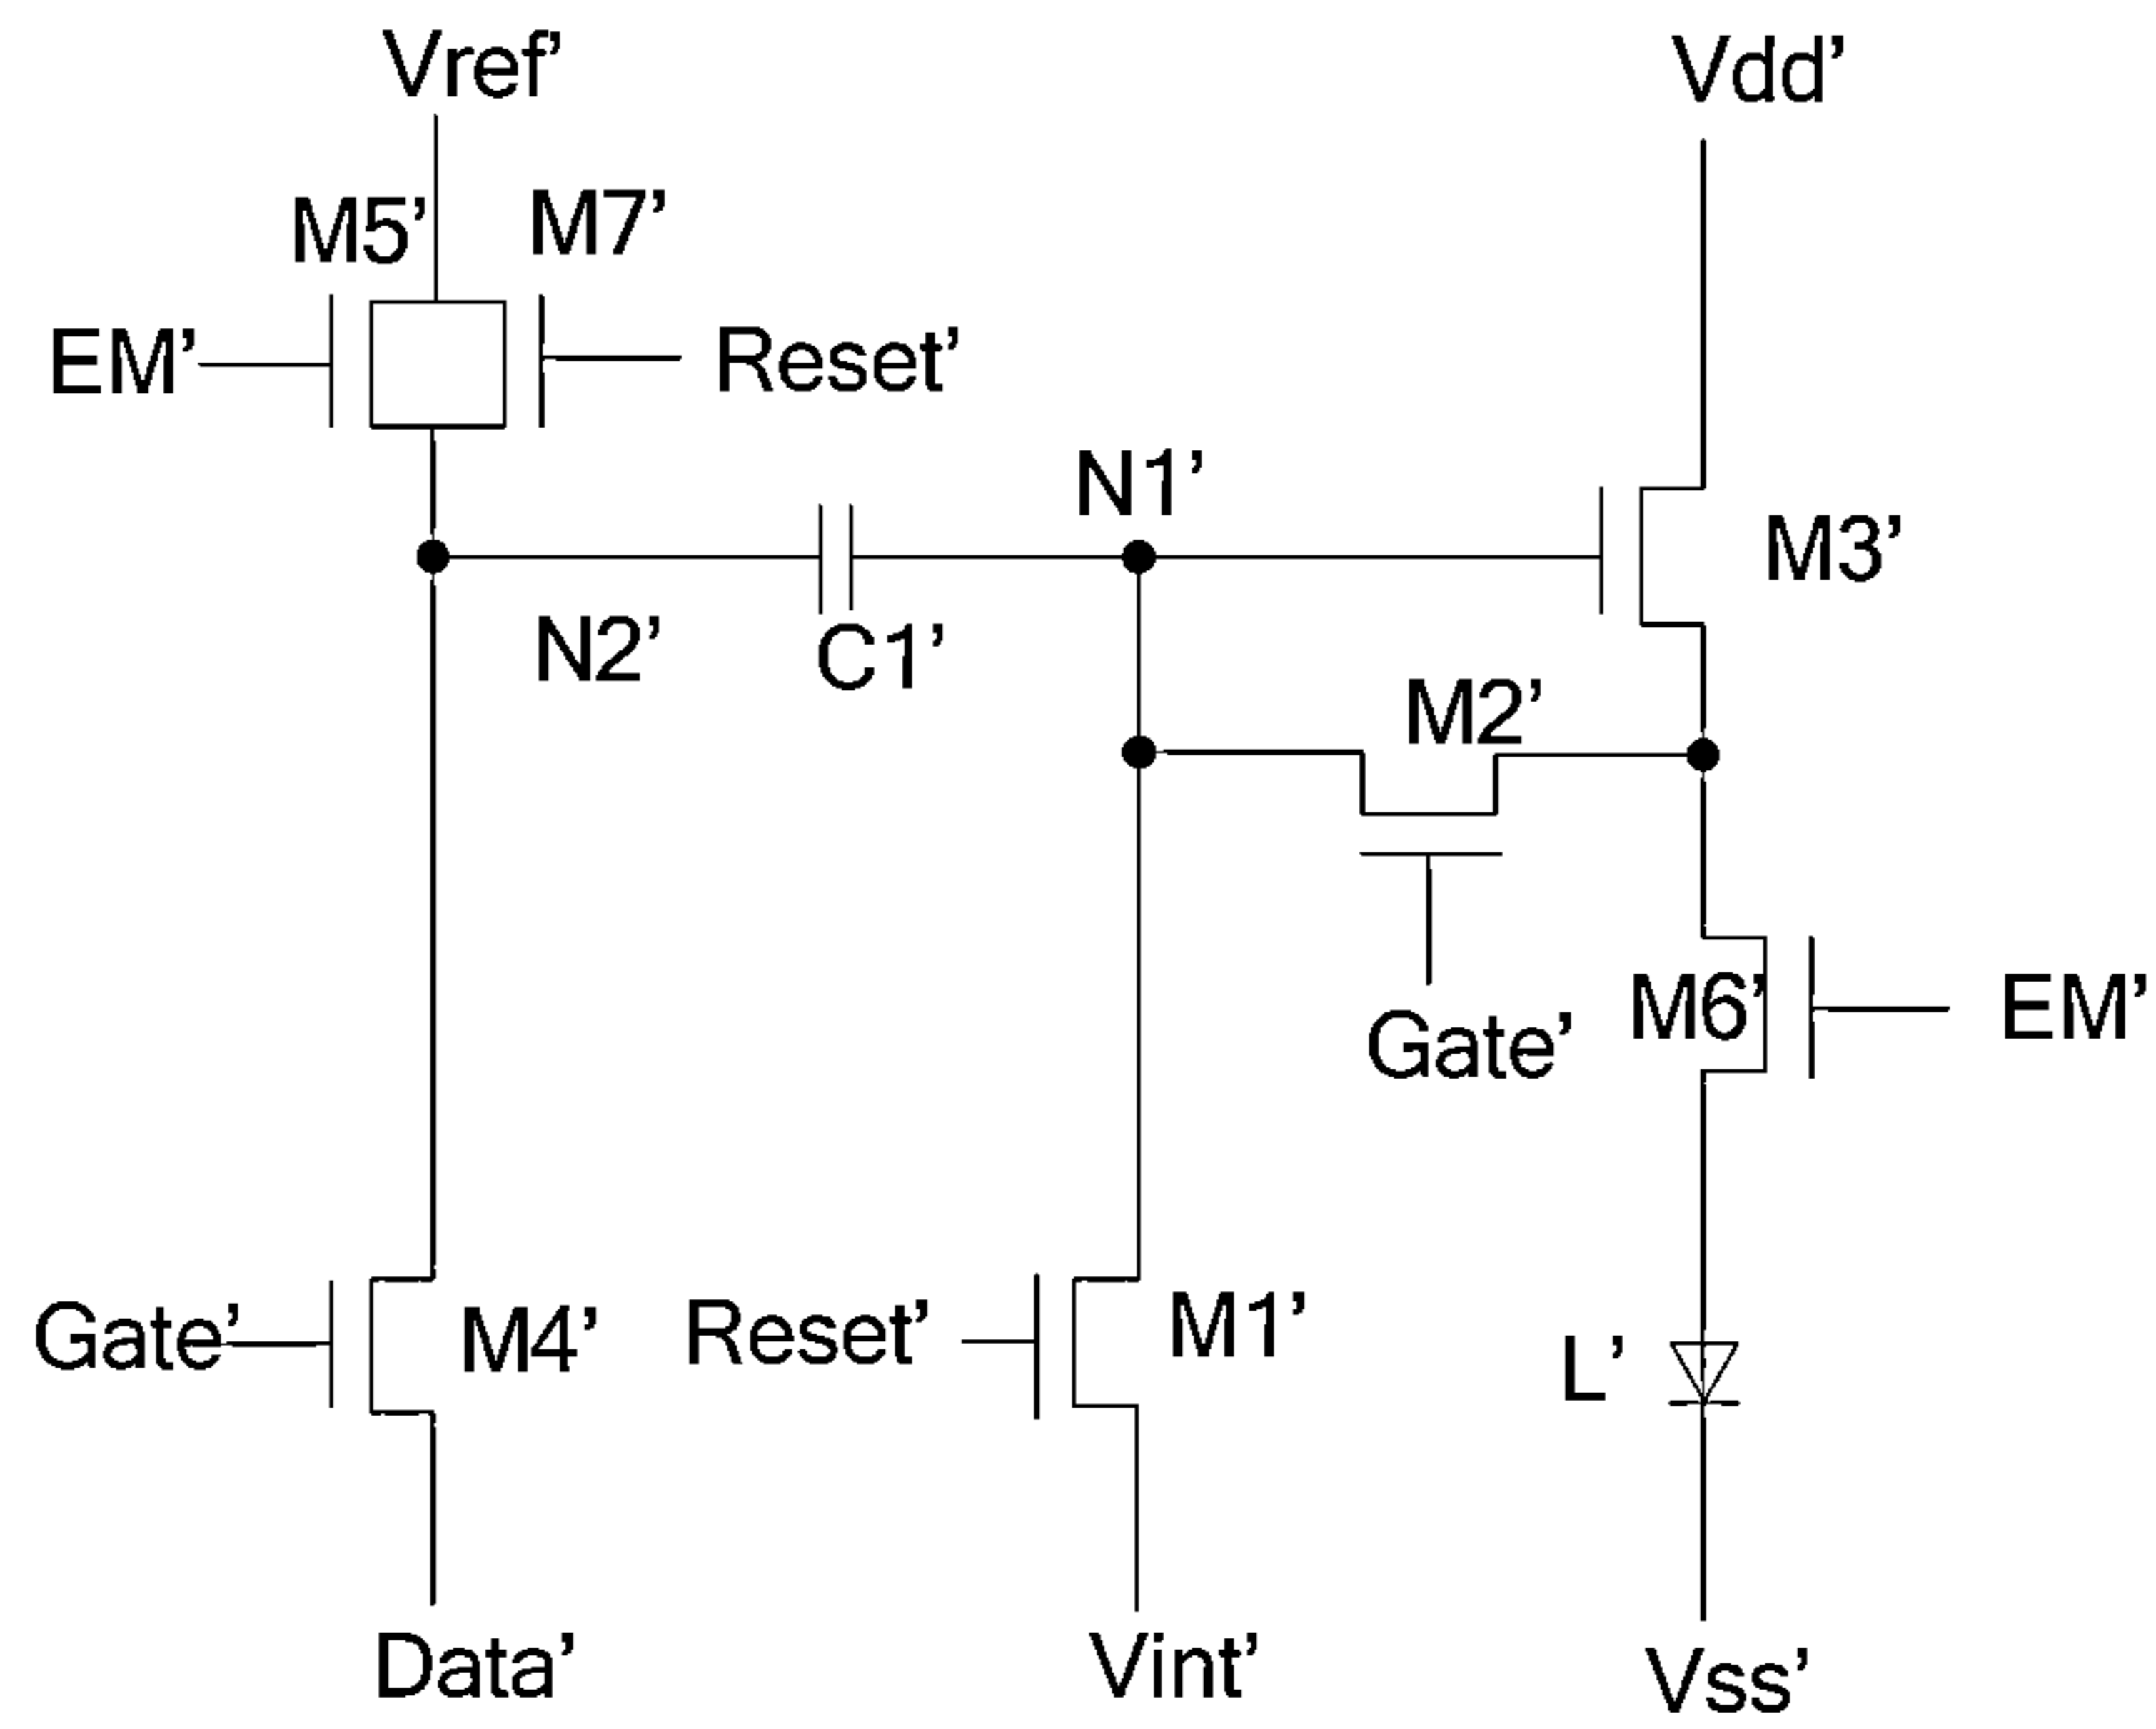 Vref’
Vdd’
M5’
M7’
EM’
Reset’
N1’
M3’
N2’
C1’
M2’
M6’
EM’
Gate’
Gate’
M4’
Reset’
M1’
L’
Data’
Vint’
Vss’